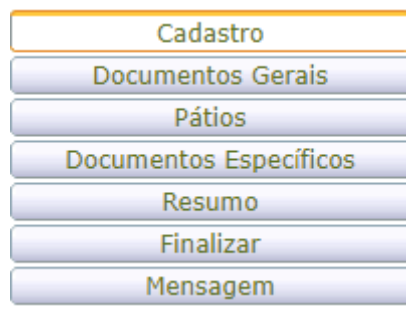 Cadastro
Documentos Gerais
Pátios
Documentos Específicos
Resumo
Finalizar
Mensagem